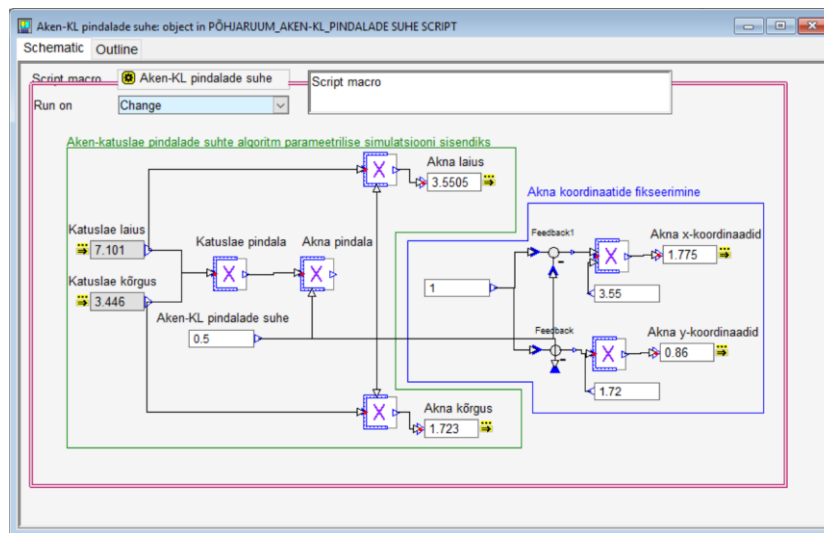 Aken-KL pindalade suhe: object in PÕHJARUUM_AKEN-KL_PINDALADE SUHE SCRIPT
Schematic Outline
Script macro Aken-KL pindalade suhe Script macro
Run on Change
Aken-katuslae pindalade suhte algoritm parameetrilise simulatsiooni sisendiks
Akna laius
3.5505
Akna koordinaatide fikseerimine
Katuslae laius
7.101
Katuslae pindala
Akna pindala
Katuslae kõrgus
3.446
Aken-KL pindalade suhe
0.5
Feedback1
Akna x-koordinaadid
1.775
1
3.55
Feedback
Akna y-koordinaadid
0.86
1.72
Akna kõrgus
1.723